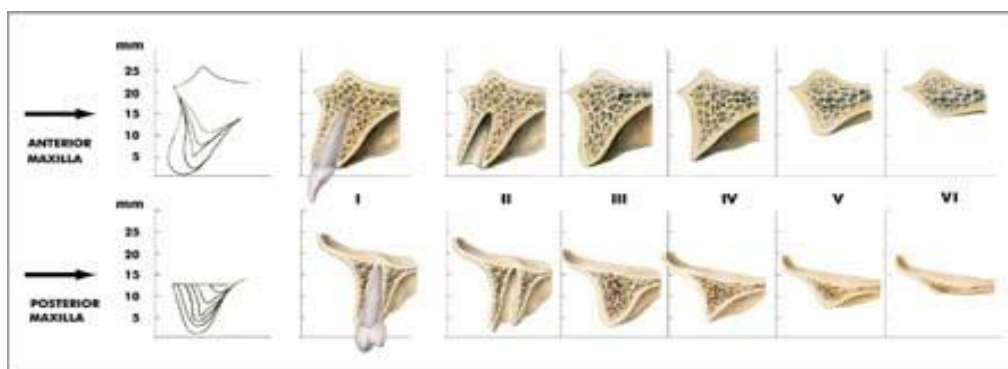 mm
25
20
15
10
5
ANTERIOR
MAXILLA
I II III IV V VI
mm
25
20
15
10
5
POSTERIOR
MAXILLA